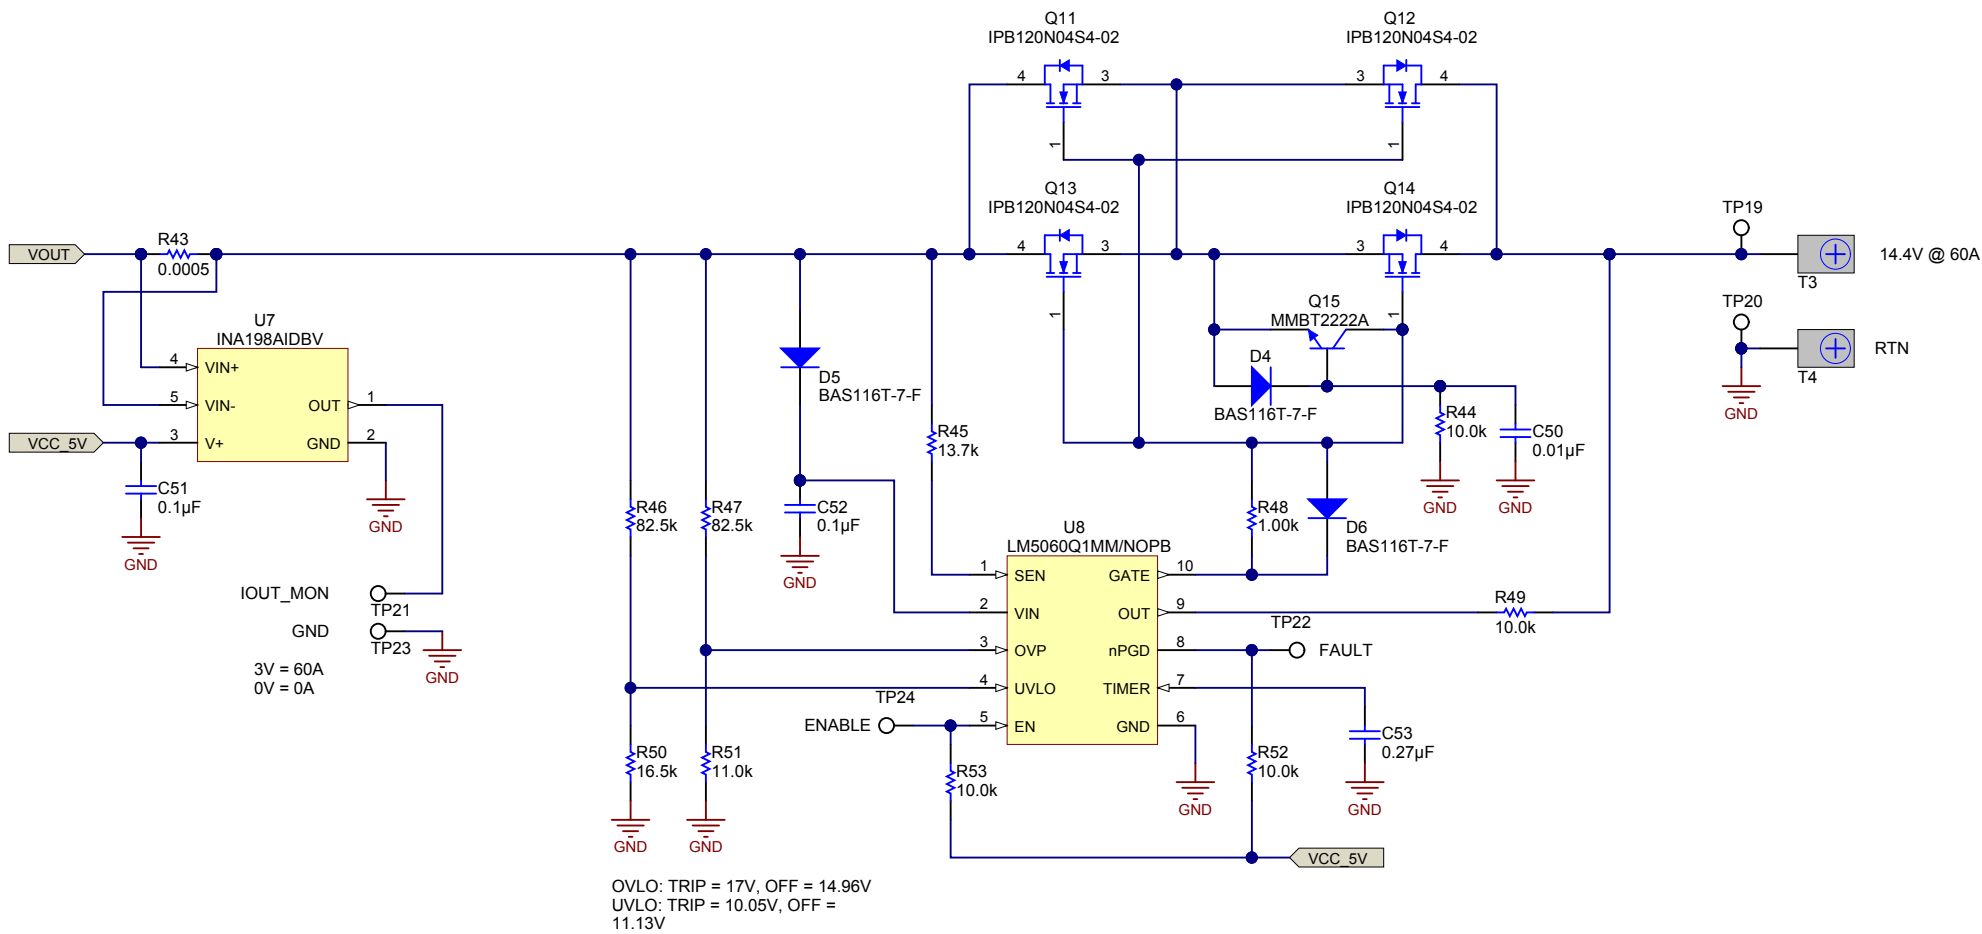 Q11
IPB120N04S4-02
4
3
1
Q12
IPB120N04S4-02
3
4
1
Q13
IPB120N04S4-02
4
3
1
Q14
IPB120N04S4-02
3
4
1
VOUT
R43
0.0005
U7
INA198AIDBV
4
VIN+
5
VIN-
3
V+
OUT
1
GND
2
VCC_5V
C51
0.1µF
GND
GND
IOUT_MON
TP21
GND
TP23
GND
3V = 60A
0V = 0A
D5
BAS116T-7-F
C52
0.1µF
GND
R45
13.7k
R46
82.5k
R47
82.5k
R50
16.5k
R51
11.0k
GND
GND
OVLO: TRIP = 17V, OFF = 14.96V
UVLO: TRIP = 10.05V, OFF =
11.13V
Q15
MMBT2222A
D4
BAS116T-7-F
R44
10.0k
C50
0.01µF
GND
GND
R48
1.00k
D6
BAS116T-7-F
U8
LM5060Q1MM/NOPB
1
SEN
2
VIN
3
OVP
4
UVLO
5
EN
GATE
10
OUT
9
nPGD
8
TIMER
7
GND
6
TP24
ENABLE
R53
10.0k
R49
10.0k
TP22
FAULT
R52
10.0k
C53
0.27µF
GND
GND
VCC_5V
TP19
T3
14.4V @ 60A
TP20
T4
RTN
GND